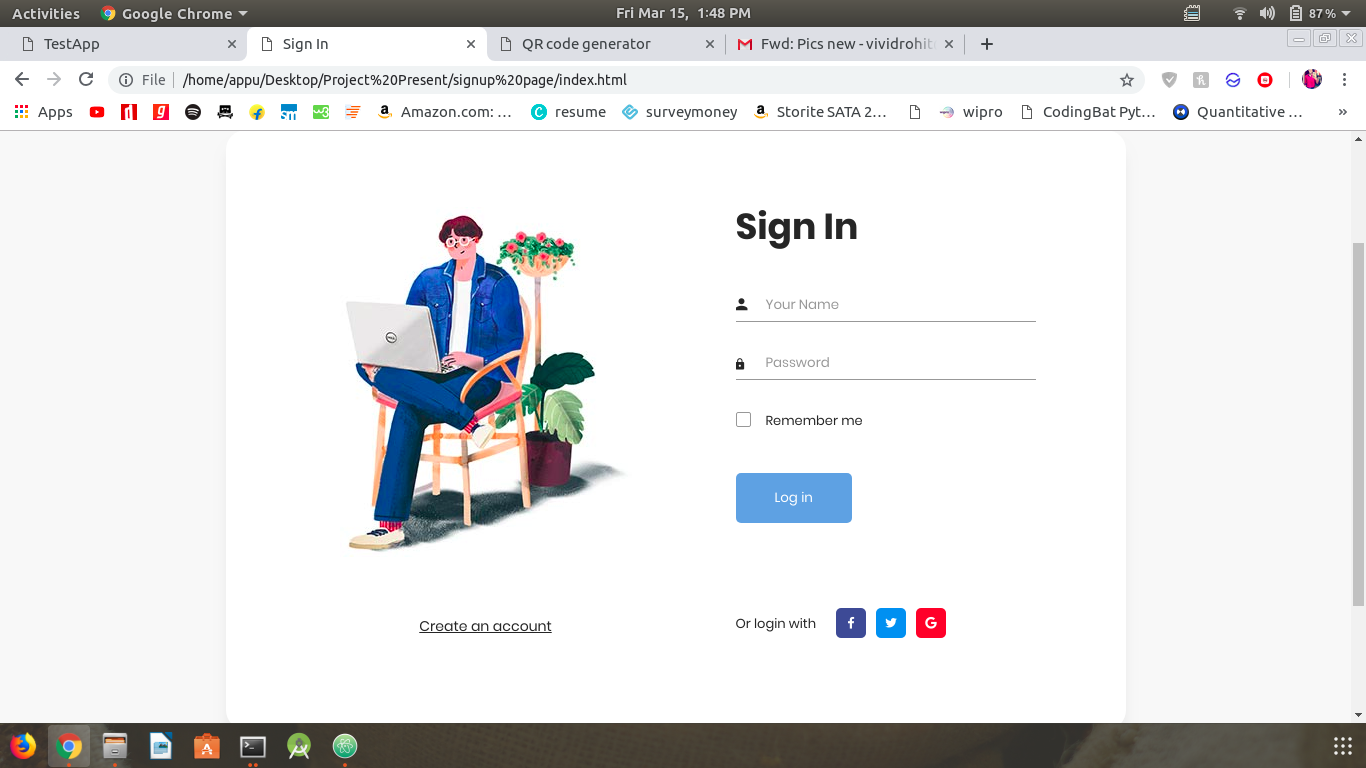 Activities Google Chrome Fri Mar 15, 1:48 PM 87%
TestApp Sign In QR code generator Fwd: Pics new - vividrohit
File /home/appu/Desktop/Project%20Present/signup%20page/index.html
Apps Amazon.com: ... resume surveymoney Storite SATA 2... wipro CodingBat Pyt... Quantitative ... »
Sign In
Your Name
Password
Remember me
Log in
Create an account
Or login with